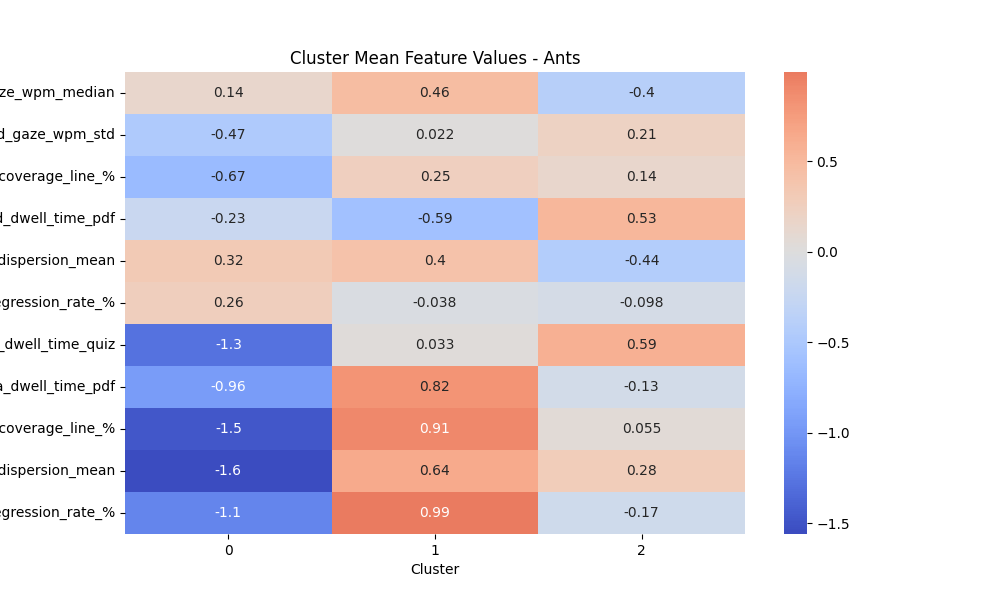 Cluster Mean Feature Values - Ants
ze_wpm_median 0.14 0.46 -0.4
d_gaze_wpm_std -0.47 0.022 0.21
coverage_line_% -0.67 0.25 0.14
d_dwell_time_pdf -0.23 -0.59 0.53
dispersion_mean 0.32 0.4 -0.44
egression_rate_% 0.26 -0.038 -0.098
_dwell_time_quiz -1.3 0.033 0.59
a_dwell_time_pdf -0.96 0.82 -0.13
coverage_line_% -1.5 0.91 0.055
dispersion_mean -1.6 0.64 0.28
egression_rate_% -1.1 0.99 -0.17
0 1 2
Cluster
0.5
0.0
−0.5
−1.0
−1.5